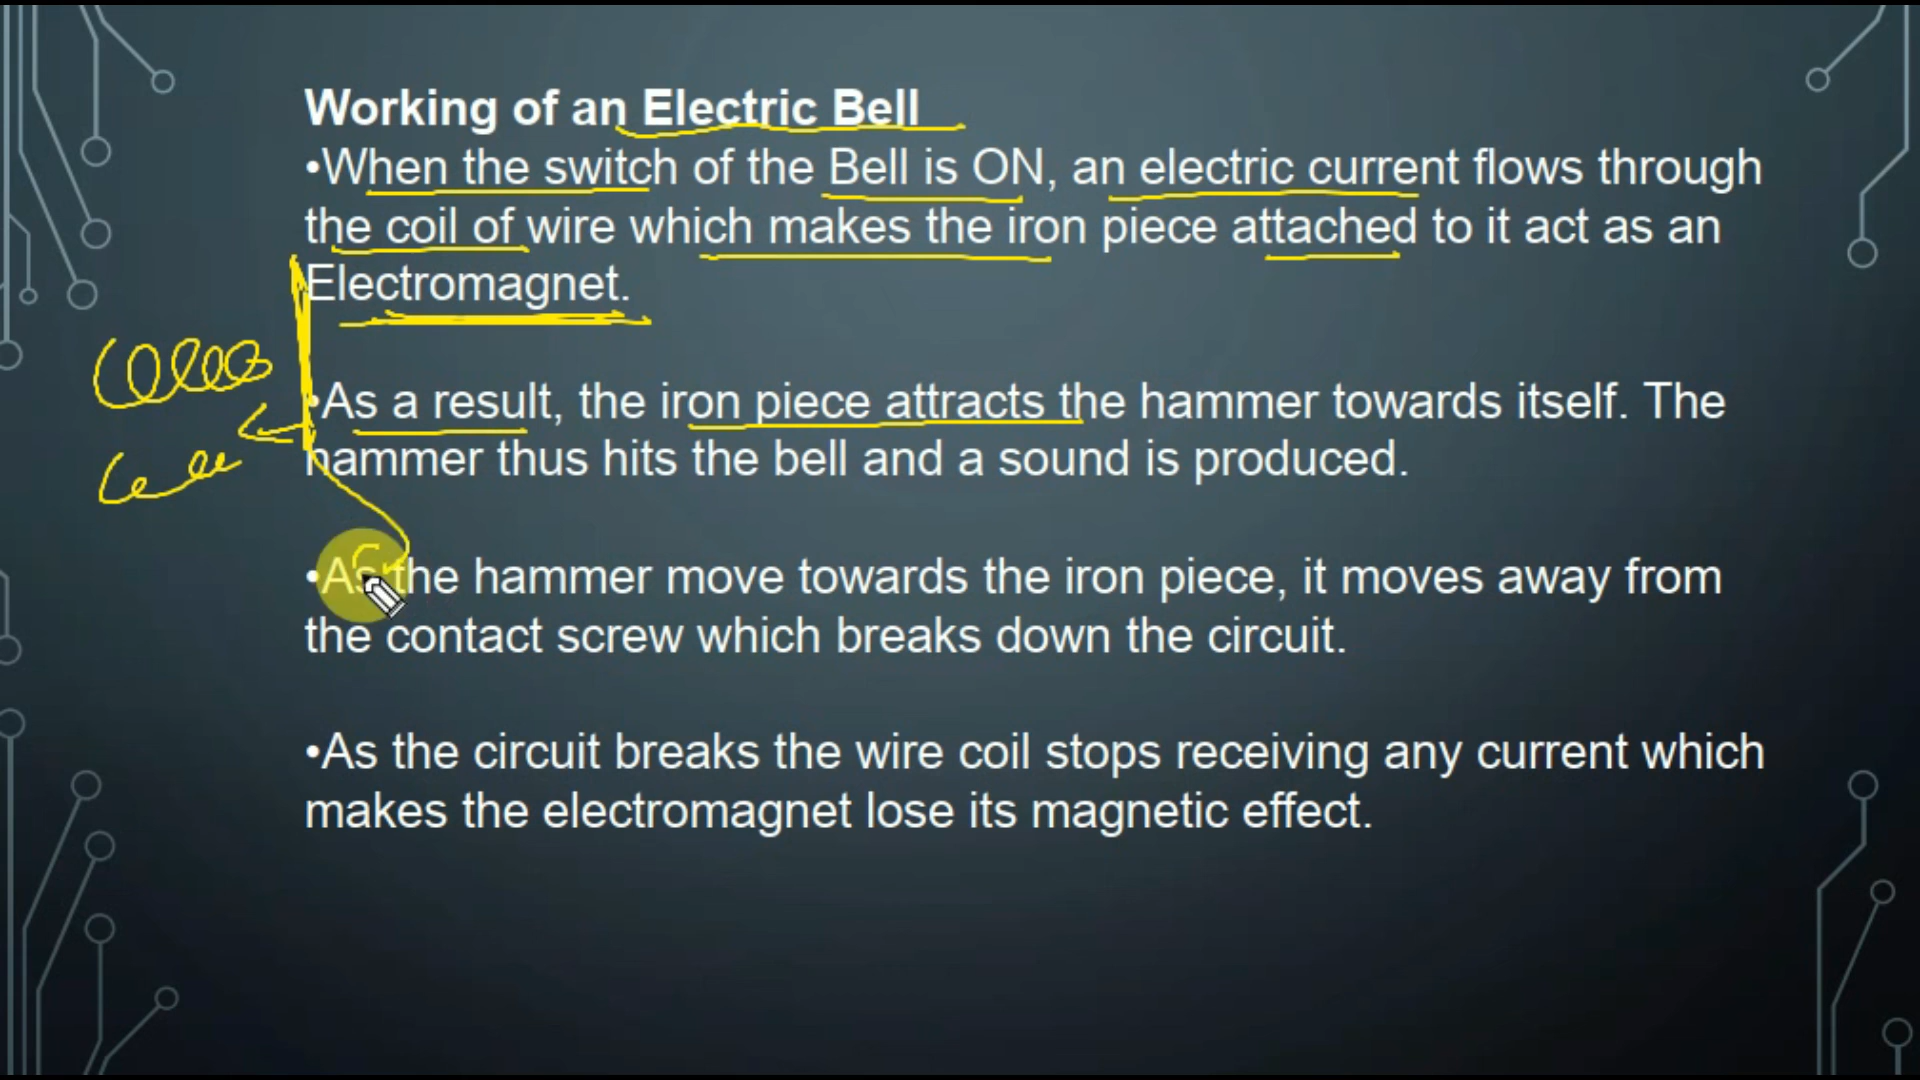 Working of an Electric Bell
•When the switch of the Bell is ON, an electric current flows through
the coil of wire which makes the iron piece attached to it act as an
Electromagnet.
•As a result, the iron piece attracts the hammer towards itself. The
hammer thus hits the bell and a sound is produced.
•As the hammer move towards the iron piece, it moves away from
the contact screw which breaks down the circuit.
•As the circuit breaks the wire coil stops receiving any current which
makes the electromagnet lose its magnetic effect.